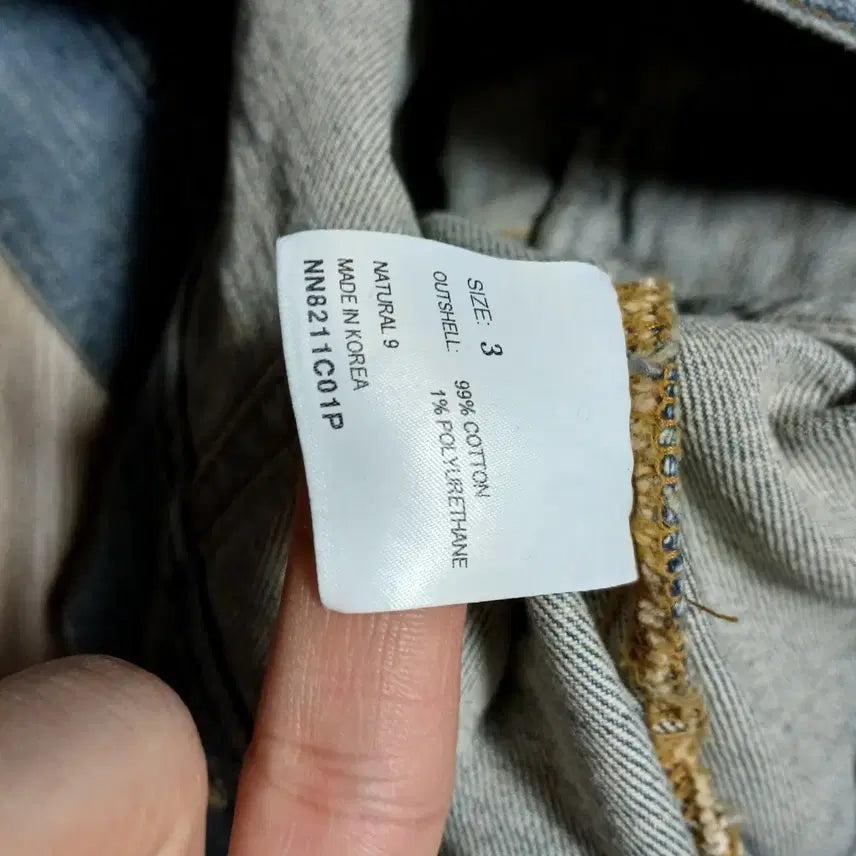 SIZE: 3
OUTSHELL:
99% COTTON
1% POLYURETHANE
NATURAL 9
MADE IN KOREA
NN8211C01P